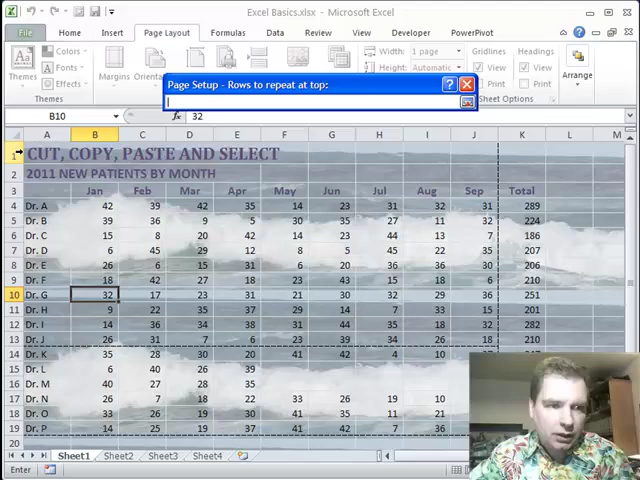 Excel Basics.xlsx - Microsoft Excel
File Home Insert Page Layout Formulas Data Review View Developer PowerPivot
Themes Colors Fonts Effects Margins Width: 1 page Height: Automatic Gridlines Headings Arrange
Page Setup - Rows to repeat at top:
Themes Sheet Options
B10 fx 32
A B C D E F G H I J K L M
1 CUT, COPY, PASTE AND SELECT
2 2011 NEW PATIENTS BY MONTH
3 Jan Feb Mar Apr May Jun Jul Aug Sep Total
4 Dr. A 42 39 42 35 14 23 31 32 31 289
5 Dr. B 39 36 9 5 30 35 27 11 32 224
6 Dr. C 15 8 20 42 14 23 44 13 7 186
7 Dr. D 6 45 29 12 8 5 45 22 35 207
8 Dr. E 26 6 15 31 6 20 36 36 30 206
9 Dr. F 18 42 27 18 23 43 15 18 6 210
10 Dr. G 32 17 23 31 21 30 32 29 36 251
11 Dr. H 9 22 35 37 29 14 7 33 15 201
12 Dr. I 14 36 34 38 11 44 35 18 32 282
13 Dr. J 26 31 7 6 23 39 34 26 18 210
14 Dr. K 35 28 30 20 41 42 4 10
15 Dr. L 6 40 26 39
16 Dr. M 40 27 28 35
17 Dr. N 26 7 18 22 33 26 19 10
18 Dr. O 33 26 19 30 41 35 11 21
19 Dr. P 14 25 19 37 41 42 7 36
20
Sheet1 Sheet2 Sheet3 Sheet4
Enter